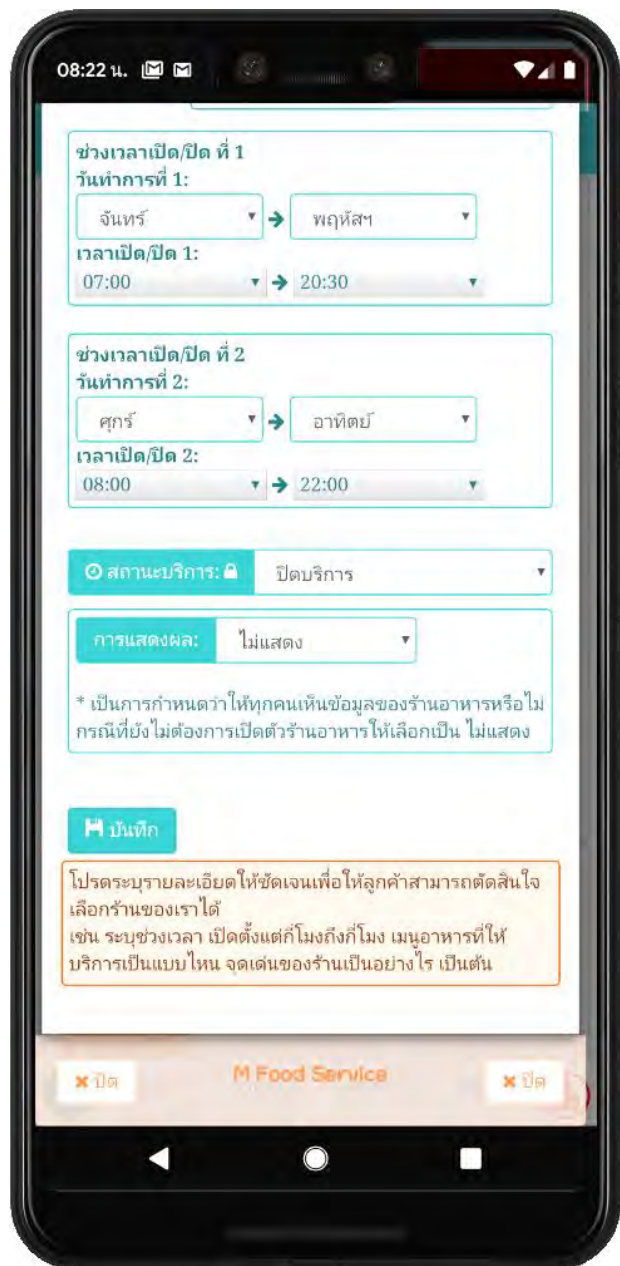 08:22 น.
ช่วงเวลาเปิด/ปิด ที่ 1
วันทำการที่ 1:
จันทร์ พฤหัสฯ
เวลาเปิด/ปิด 1:
07:00 20:30
ช่วงเวลาเปิด/ปิด ที่ 2
วันทำการที่ 2:
ศุกร์ อาทิตย์
เวลาเปิด/ปิด 2:
08:00 22:00
สถานะบริการ: ปิดบริการ
การแสดงผล: ไม่แสดง
* เป็นการกำหนดว่าให้ทุกคนเห็นข้อมูลของร้านอาหารหรือไม่
กรณีที่ยังไม่ต้องการเปิดตัวร้านอาหารให้เลือกเป็น ไม่แสดง
บันทึก
โปรดระบุรายละเอียดให้ชัดเจนเพื่อให้ลูกค้าสามารถตัดสินใจ
เลือกร้านของเราได้
เช่น ระบุช่วงเวลา เปิดตั้งแต่กี่โมงถึงกี่โมง เมนูอาหารที่ให้
บริการเป็นแบบไหน จุดเด่นของร้านเป็นอย่างไร เป็นต้น
ปิด M Food Service ปิด